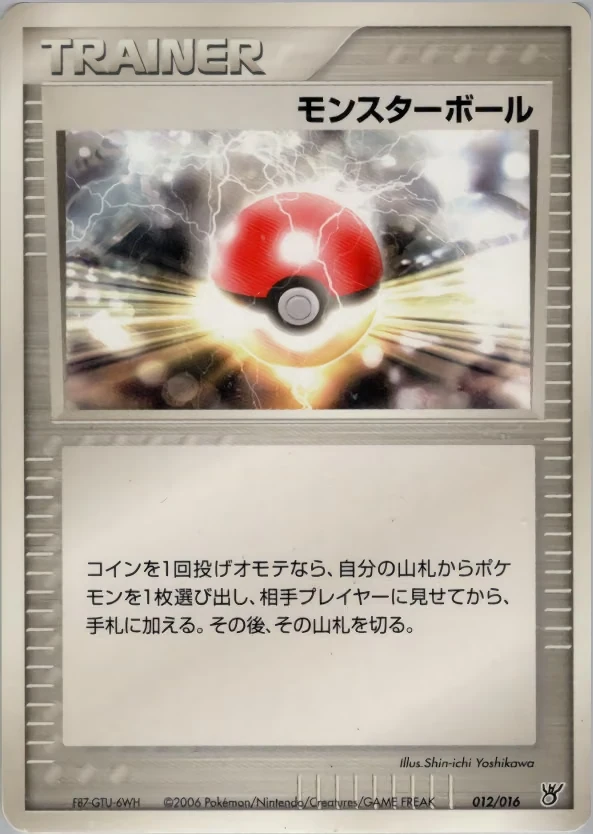 TRAINER
モンスターボール
コインを1回投げオモテなら、自分の山札からポケ
モンを1枚選び出し、相手プレイヤーに見せてから、
手札に加える。その後、その山札を切る。
Illus.Shin-ichi Yoshikawa
F87-GTU-6WH ©2006 Pokémon/Nintendo/Creatures/GAME FREAK 012/016